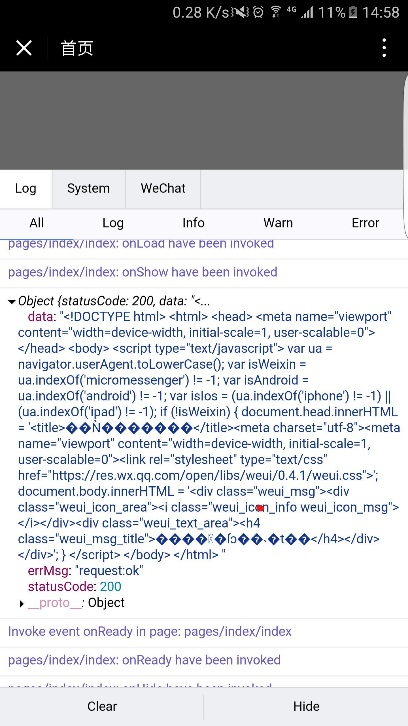 0.28 K/s 4G 11% 14:58
首页
Log System WeChat
All Log Info Warn Error
pages/index/index: onLoad have been invoked
pages/index/index: onShow have been invoked
Object {statusCode: 200, data: "<...
data: "<!DOCTYPE html> <html> <head> <meta name="viewport"
content="width=device-width, initial-scale=1, user-scalable=0">
</head> <body> <script type="text/javascript"> var ua =
navigator.userAgent.toLowerCase(); var isWeixin =
ua.indexOf('micromessenger') != -1; var isAndroid =
ua.indexOf('android') != -1; var isIos = (ua.indexOf('iphone') != -1) ||
(ua.indexOf('ipad') != -1); if (!isWeixin) { document.head.innerHTML
= '<title>��Ǹ�������</title><meta charset="utf-8"><meta
name="viewport" content="width=device-width, initial-scale=1,
user-scalable=0"><link rel="stylesheet" type="text/css"
href="https://res.wx.qq.com/open/libs/weui/0.4.1/weui.css">';
document.body.innerHTML = '<div class="weui_msg"><div
class="weui_icon_area"><i class="weui_icon_info weui_icon_msg">
</i></div><div class="weui_text_area"><h4
class="weui_msg_title">����</h4></div>
</div>'; } </script> </body> </html> "
errMsg: "request:ok"
statusCode: 200
__proto__: Object
Invoke event onReady in page: pages/index/index
pages/index/index: onReady have been invoked
pages/index/index: onHide have been invoked
Clear Hide